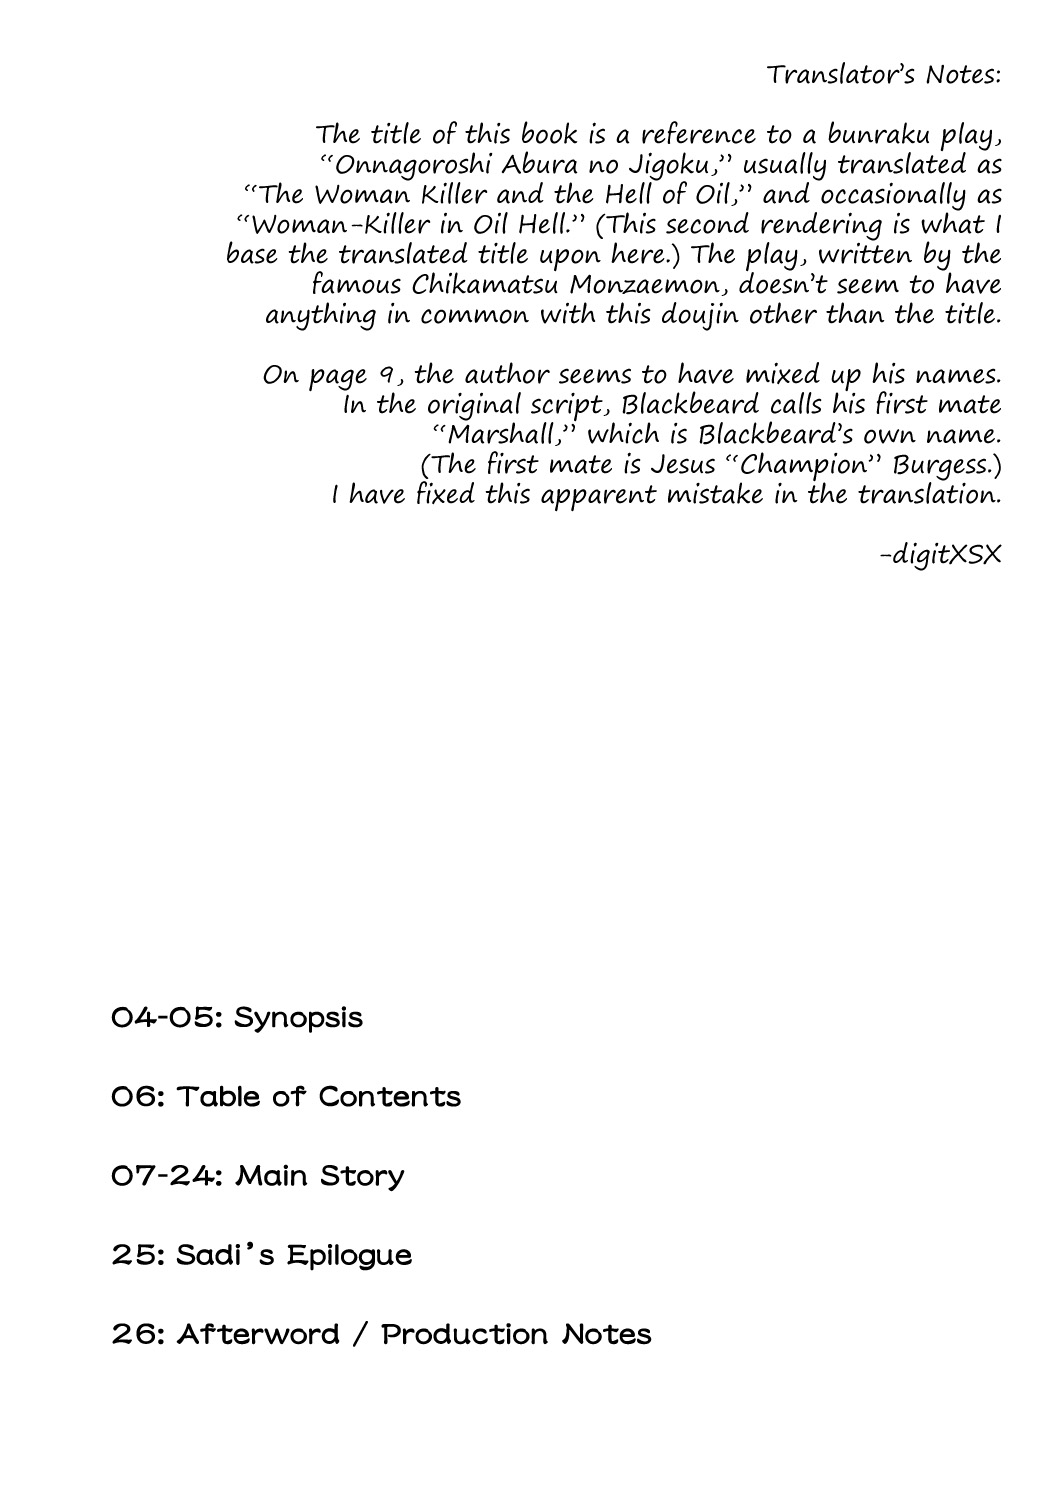 Translator’s Notes:
The title of this book is a reference to a bunraku play,
“Onnagoroshi Abura no Jigoku,” usually translated as
“The Woman Killer and the Hell of Oil,” and occasionally as
“Woman-Killer in Oil Hell.” (This second rendering is what I
base the translated title upon here.) The play, written by the
famous Chikamatsu Monzaemon, doesn’t seem to have
anything in common with this doujin other than the title.
On page 9, the author seems to have mixed up his names.
In the original script, Blackbeard calls his first mate
“Marshall,” which is Blackbeard’s own name.
(The first mate is Jesus “Champion” Burgess.)
I have fixed this apparent mistake in the translation.
-digitXSX
04-05: Synopsis
06: Table of Contents
07-24: Main Story
25: Sadi’s Epilogue
26: Afterword / Production Notes